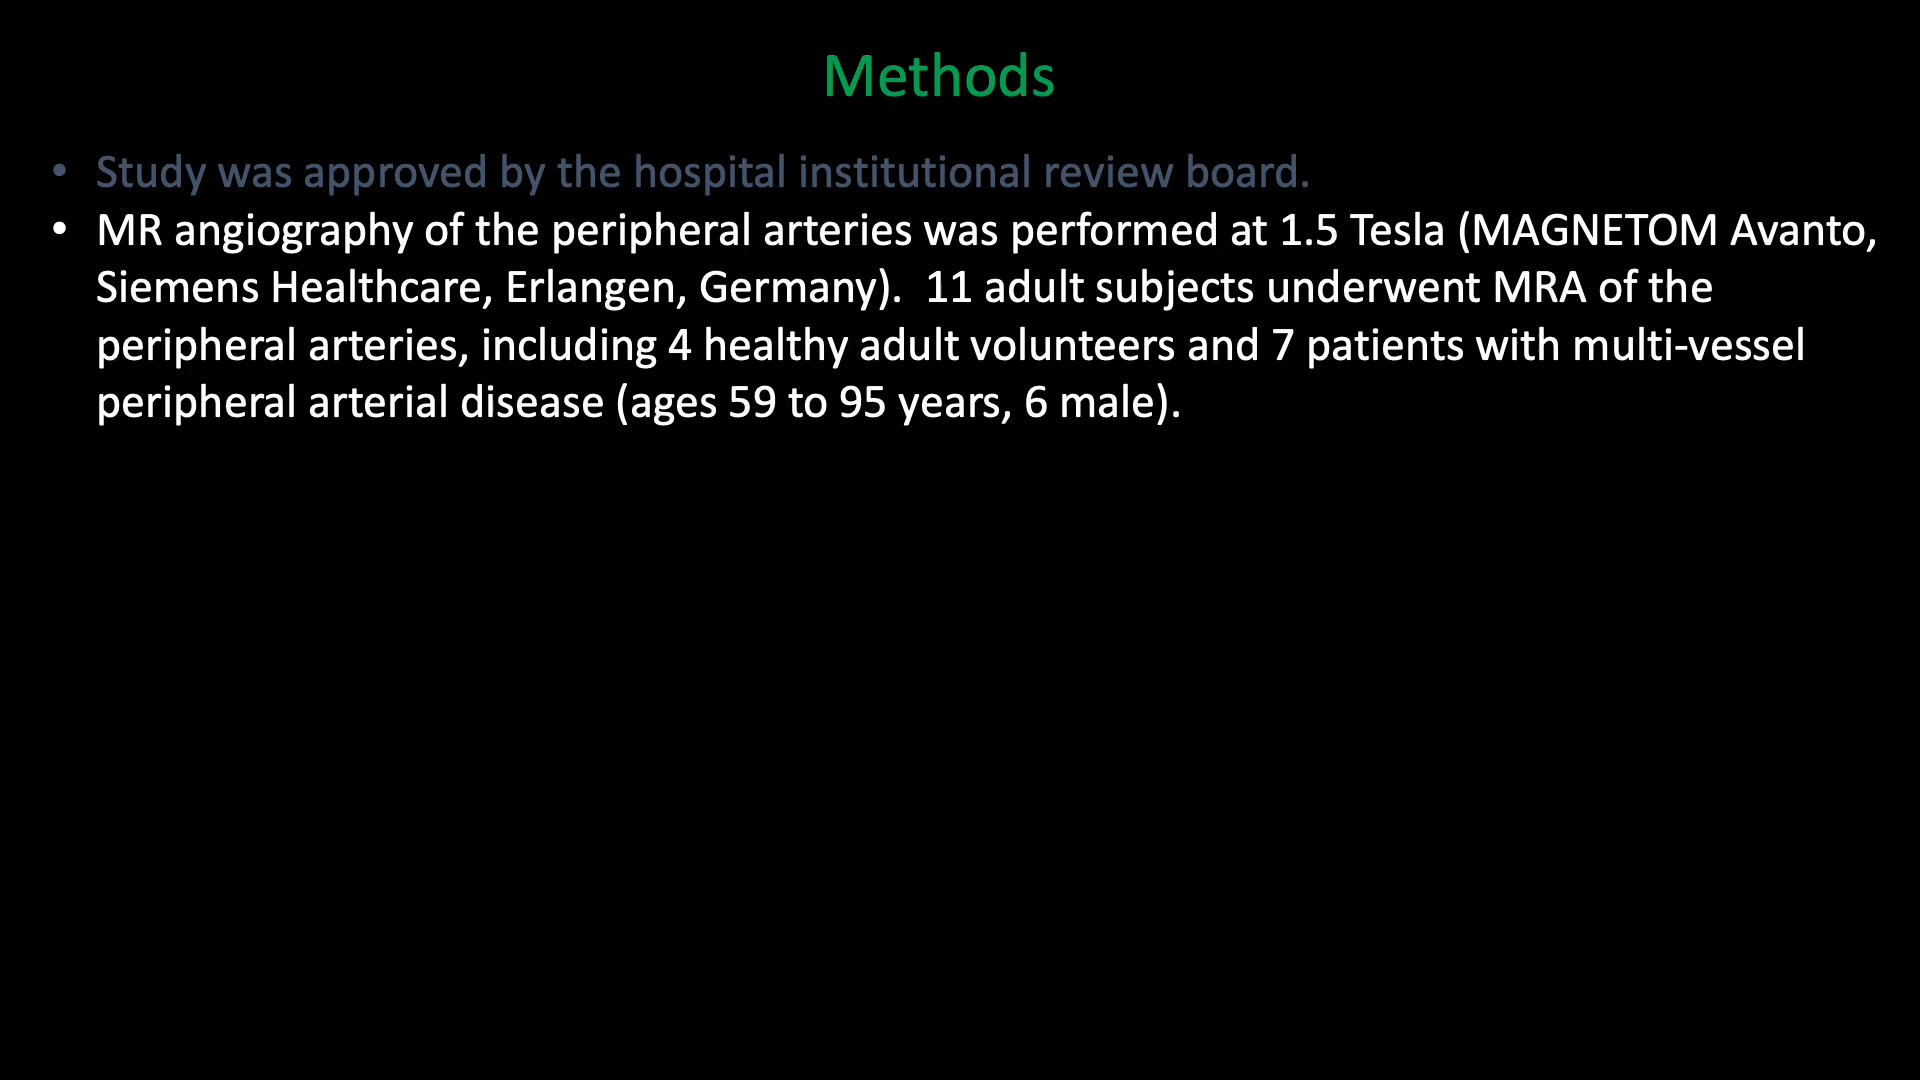 Methods
• Study was approved by the hospital institutional review board.
• MR angiography of the peripheral arteries was performed at 1.5 Tesla (MAGNETOM Avanto,
Siemens Healthcare, Erlangen, Germany).  11 adult subjects underwent MRA of the
peripheral arteries, including 4 healthy adult volunteers and 7 patients with multi-vessel
peripheral arterial disease (ages 59 to 95 years, 6 male).